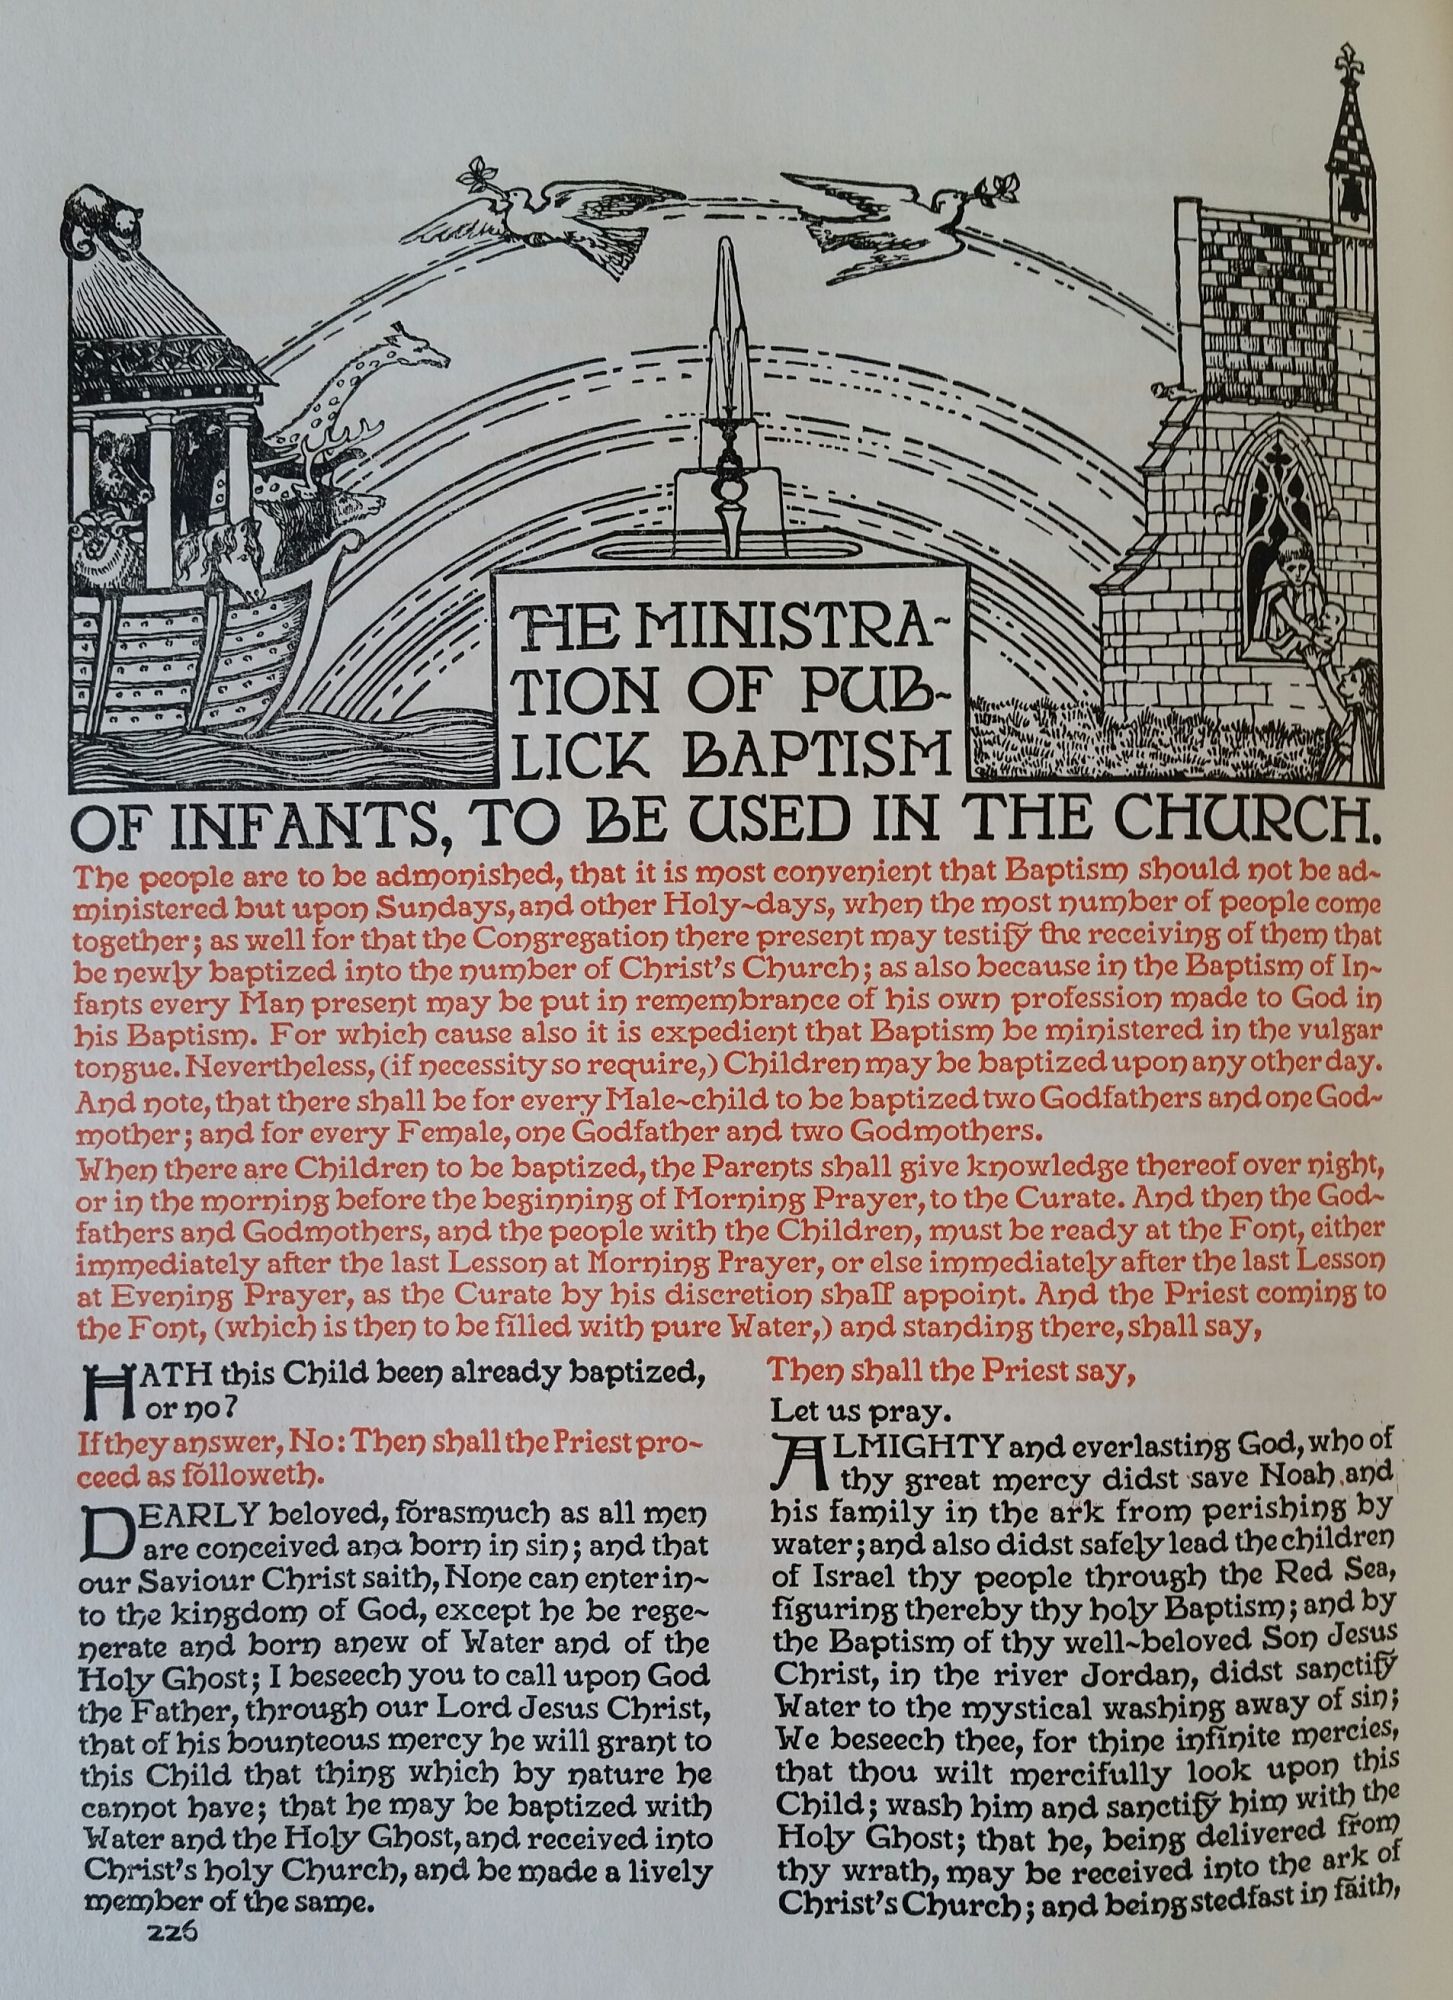 THE MINISTRA~
TION OF PUB~
LICK BAPTISM
OF INFANTS, TO BE USED IN THE CHURCH.
The people are to be admonished, that it is most convenient that Baptism should not be ad~
ministered but upon Sundays, and other Holy~days, when the most number of people come
together; as well for that the Congregation there present may testify the receiving of them that
be newly baptized into the number of Christ's Church; as also because in the Baptism of In~
fants every Man present may be put in remembrance of his own profession made to God in
his Baptism. For which cause also it is expedient that Baptism be ministered in the vulgar
tongue. Nevertheless, (if necessity so require,) Children may be baptized upon any other day.
And note, that there shall be for every Male~child to be baptized two Godfathers and one God~
mother; and for every Female, one Godfather and two Godmothers.
When there are Children to be baptized, the Parents shall give knowledge thereof over night,
or in the morning before the beginning of Morning Prayer, to the Curate. And then the God~
fathers and Godmothers, and the people with the Children, must be ready at the Font, either
immediately after the last Lesson at Morning Prayer, or else immediately after the last Lesson
at Evening Prayer, as the Curate by his discretion shall appoint. And the Priest coming to
the Font, (which is then to be filled with pure Water,) and standing there, shall say,
HATH this Child been already baptized,
or no?
If they answer, No: Then shall the Priest pro~
ceed as followeth.
DEARLY beloved, forasmuch as all men
are conceived and born in sin; and that
our Saviour Christ saith, None can enter in~
to the kingdom of God, except he be rege~
nerate and born anew of Water and of the
Holy Ghost; I beseech you to call upon God
the Father, through our Lord Jesus Christ,
that of his bounteous mercy he will grant to
this Child that thing which by nature he
cannot have; that he may be baptized with
Water and the Holy Ghost, and received into
Christ's holy Church, and be made a lively
member of the same.
226
Then shall the Priest say,
Let us pray.
ALMIGHTY and everlasting God, who of
thy great mercy didst save Noah and
his family in the ark from perishing by
water; and also didst safely lead the children
of Israel thy people through the Red Sea,
figuring thereby thy holy Baptism; and by
the Baptism of thy well~beloved Son Jesus
Christ, in the river Jordan, didst sanctify
Water to the mystical washing away of sin;
We beseech thee, for thine infinite mercies,
that thou wilt mercifully look upon this
Child; wash him and sanctify him with the
Holy Ghost; that he, being delivered from
thy wrath, may be received into the ark of
Christ's Church; and being stedfast in faith,